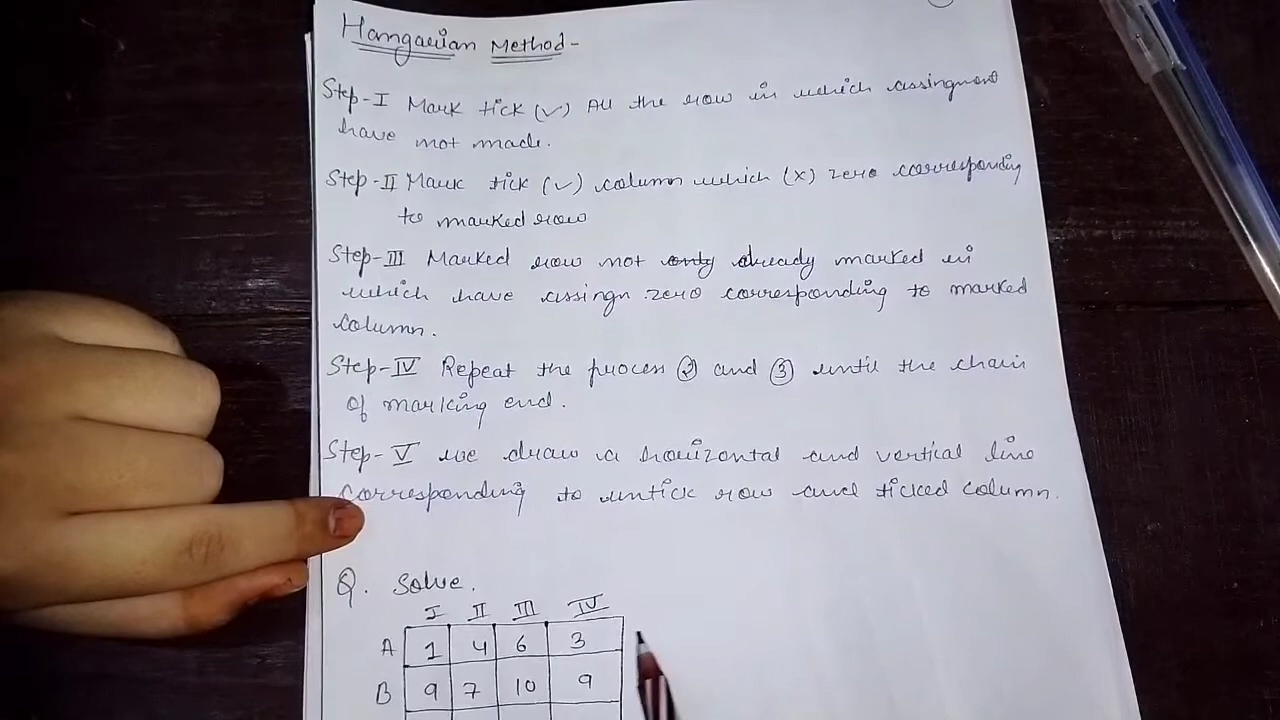 Hangarian Method-
Step-I Mark tick (✓) All the row in which assingment
have not made.
Step-II Mark tick (✓) column which (x) zero corresponding
to marked row
Step-III Marked row not only already marked in
which have assingn zero corresponding to marked
column.
Step-IV Repeat the process ② and ③ until the chain
of marking end.
Step-V we draw a horizontal and vertical line
corresponding to untick row and ticked column.
Q. Solve.
I II III IV
A 1 4 6 3
B 9 7 10 9